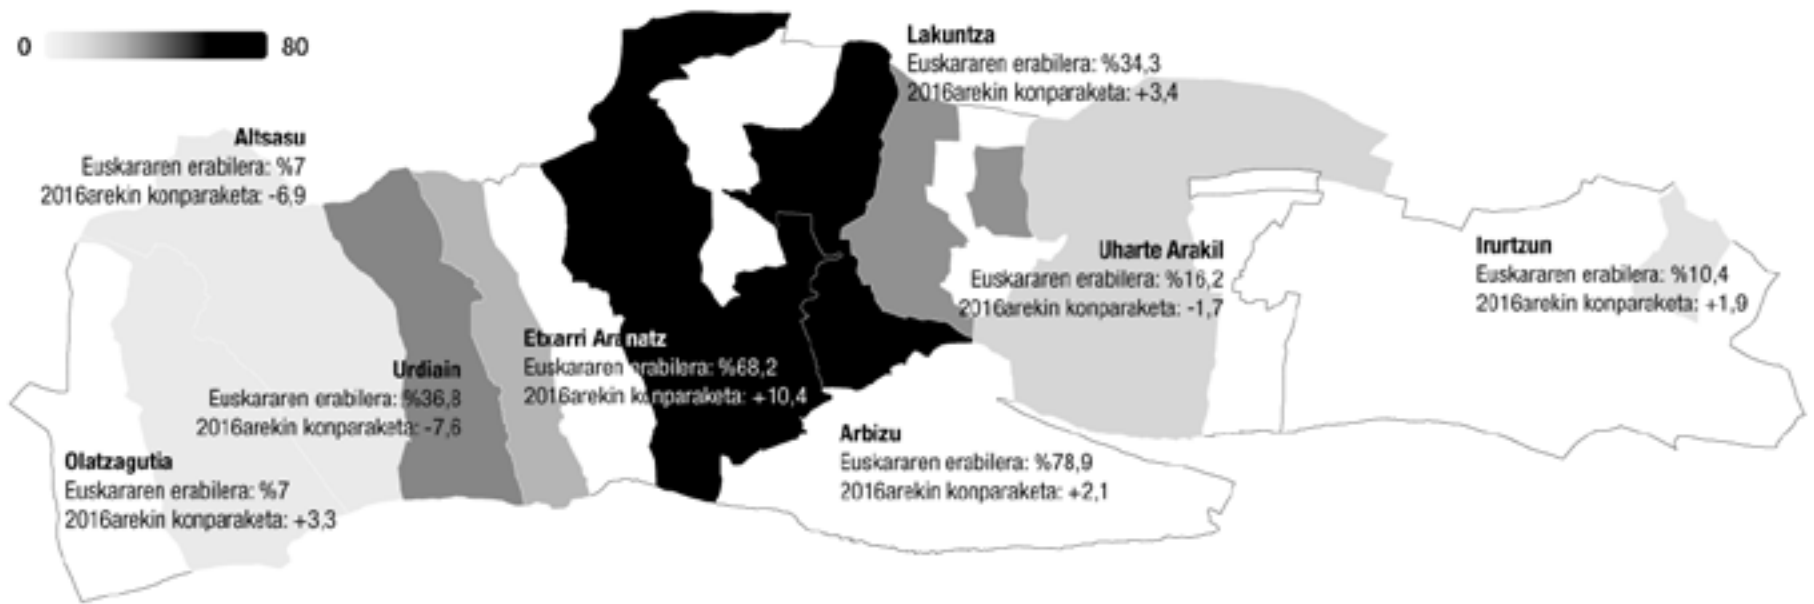 0 80
Lakuntza
Euskararen erabilera: %34,3
2016arekin konparaketa: +3,4
Altsasu
Euskararen erabilera: %7
2016arekin konparaketa: -6,9
Uharte Arakil
Euskararen erabilera: %16,2
2016arekin konparaketa: -1,7
Irurtzun
Euskararen erabilera: %10,4
2016arekin konparaketa: +1,9
Etxarri Aranatz
Euskararen erabilera: %68,2
2016arekin konparaketa: +10,4
Urdiain
Euskararen erabilera: %36,8
2016arekin konparaketa: -7,6
Arbizu
Euskararen erabilera: %78,9
2016arekin konparaketa: +2,1
Olatzagutia
Euskararen erabilera: %7
2016arekin konparaketa: +3,3